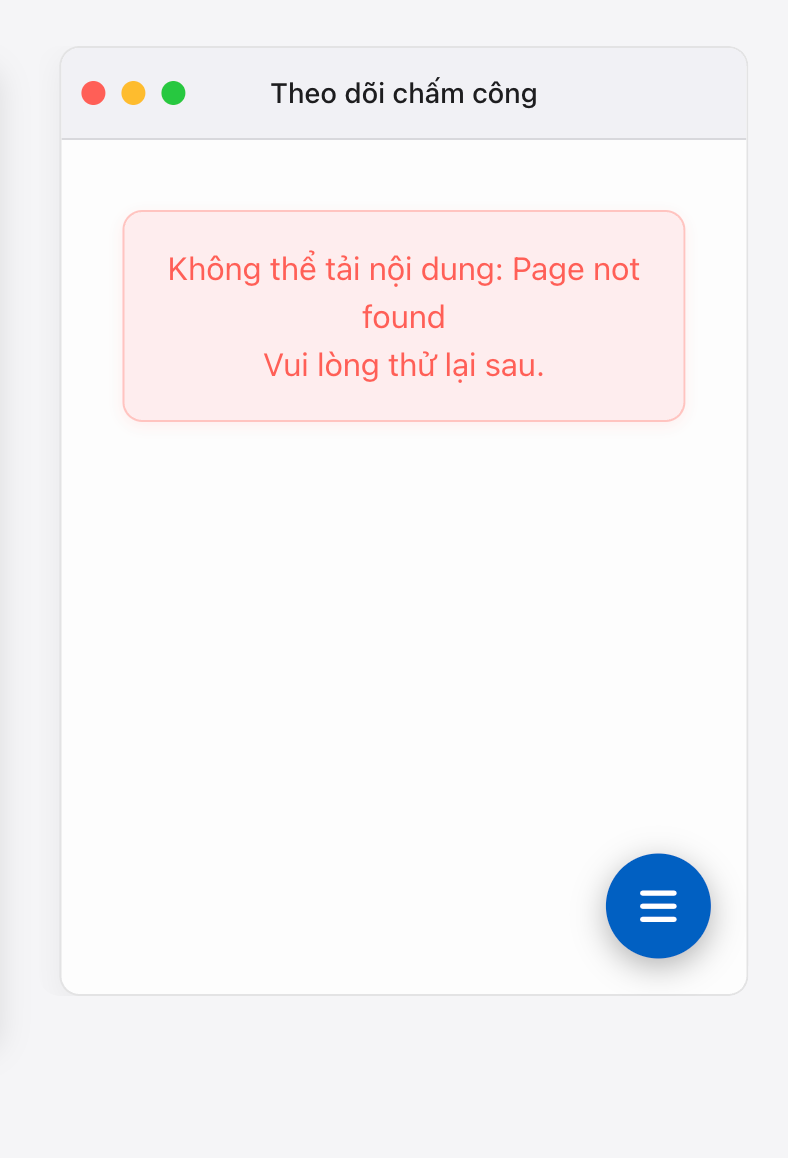 Theo dõi chấm công
Không thể tải nội dung: Page not
found
Vui lòng thử lại sau.